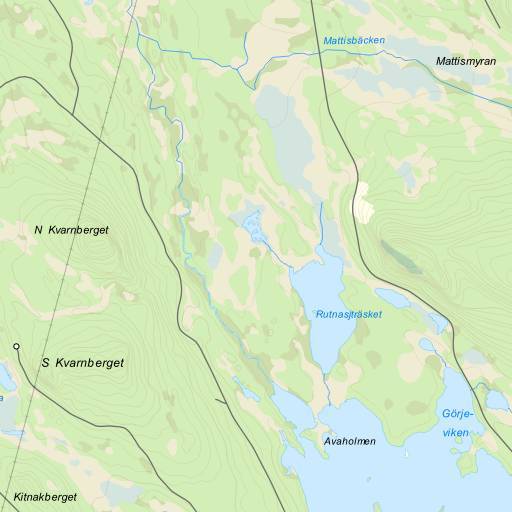 Mattisbäcken
Mattismyran
N Kvarnberget
Rutnasjträsket
S Kvarnberget
a
Görje-
viken
Avaholmen
Kitnakberget